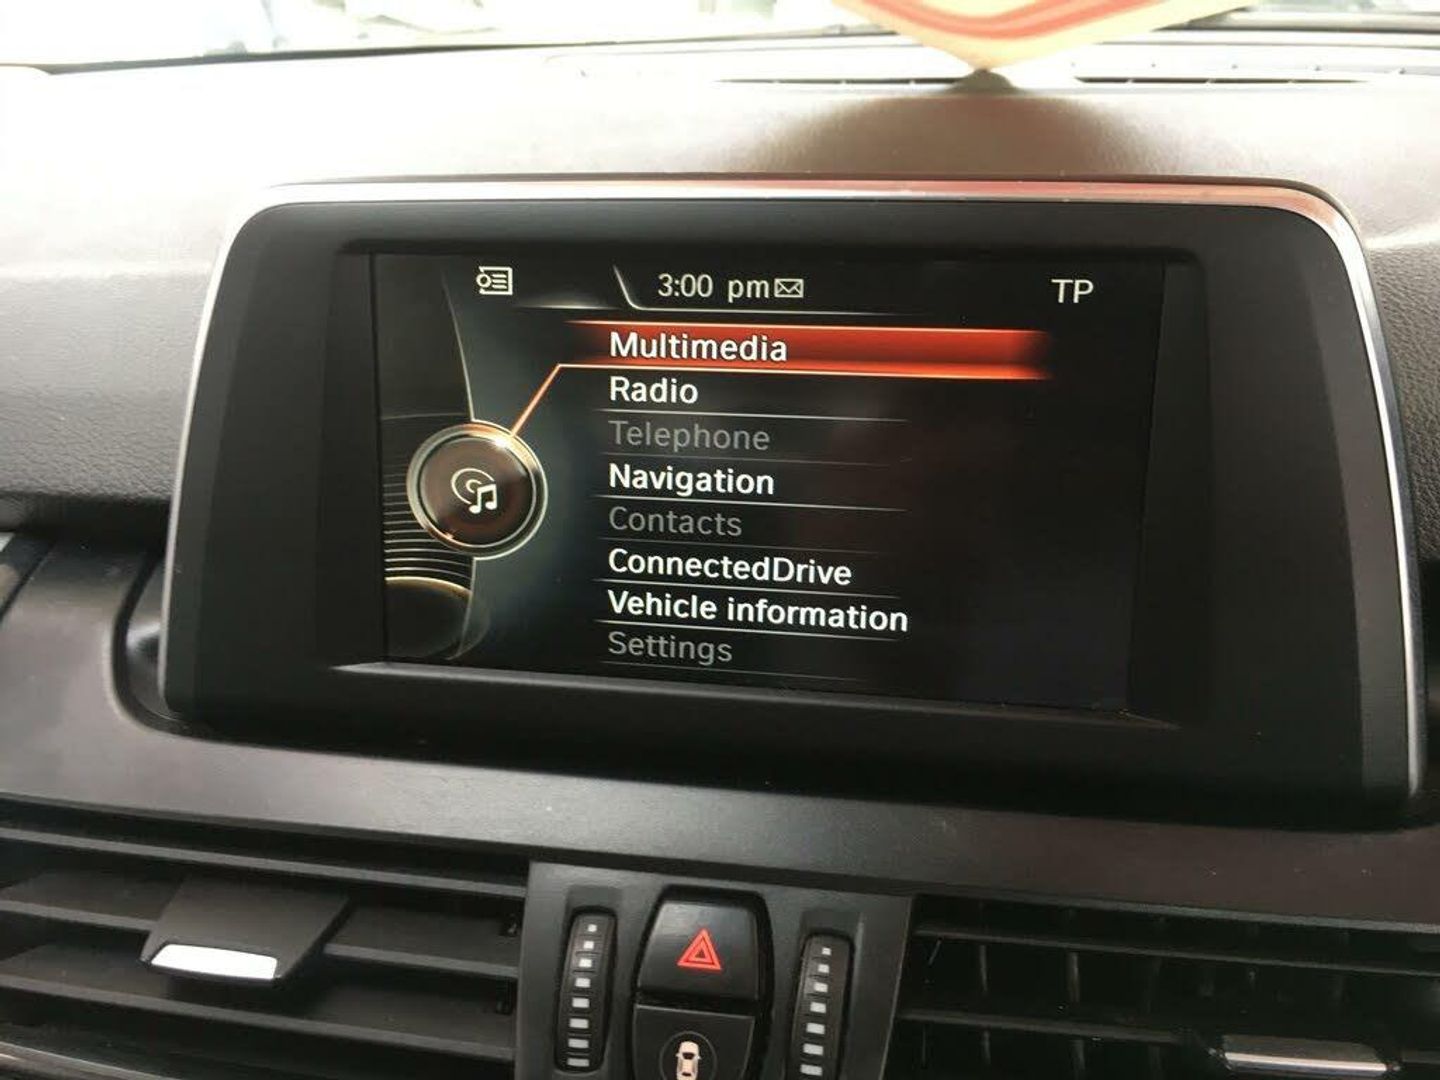 3:00 pm
TP
Multimedia
Radio
Telephone
Navigation
Contacts
ConnectedDrive
Vehicle information
Settings